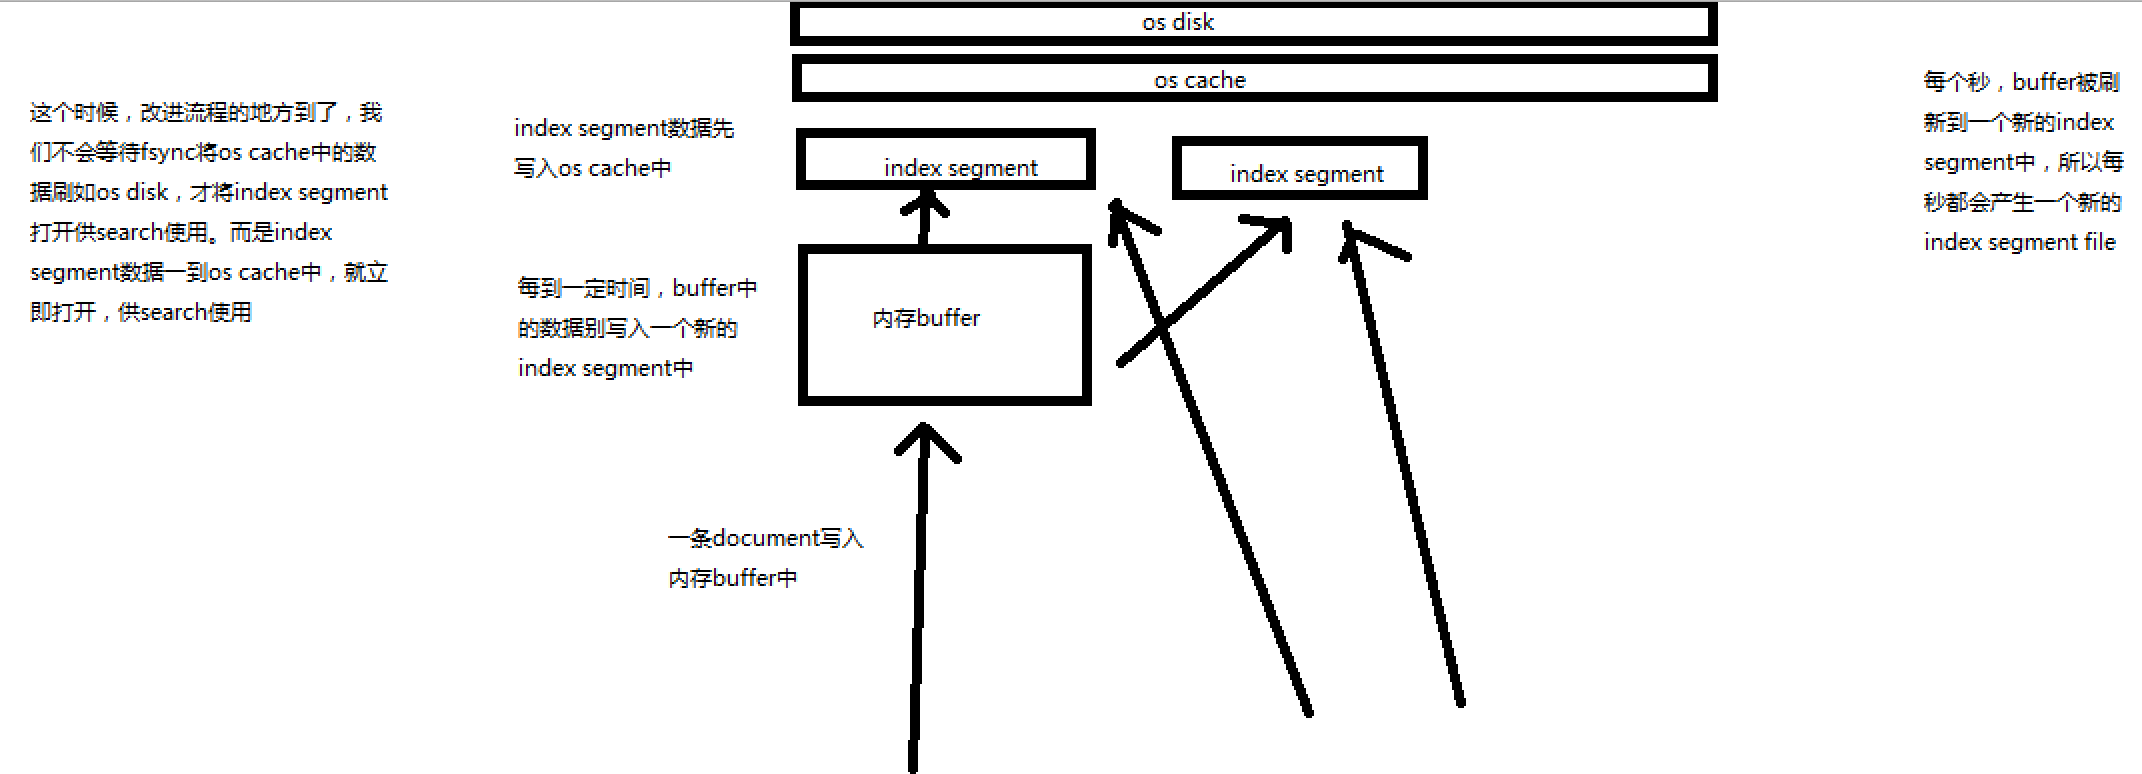 os disk
os cache
这个时候，改进流程的地方到了，我
们不会等待fsync将os cache中的数
据刷如os disk，才将index segment
打开供search使用。而是index
segment数据一到os cache中，就立
即打开，供search使用
index segment数据先
写入os cache中
index segment
index segment
每个秒，buffer被刷
新到一个新的index
segment中，所以每
秒都会产生一个新的
index segment file
每到一定时间，buffer中
的数据别写入一个新的
index segment中
内存buffer
一条document写入
内存buffer中